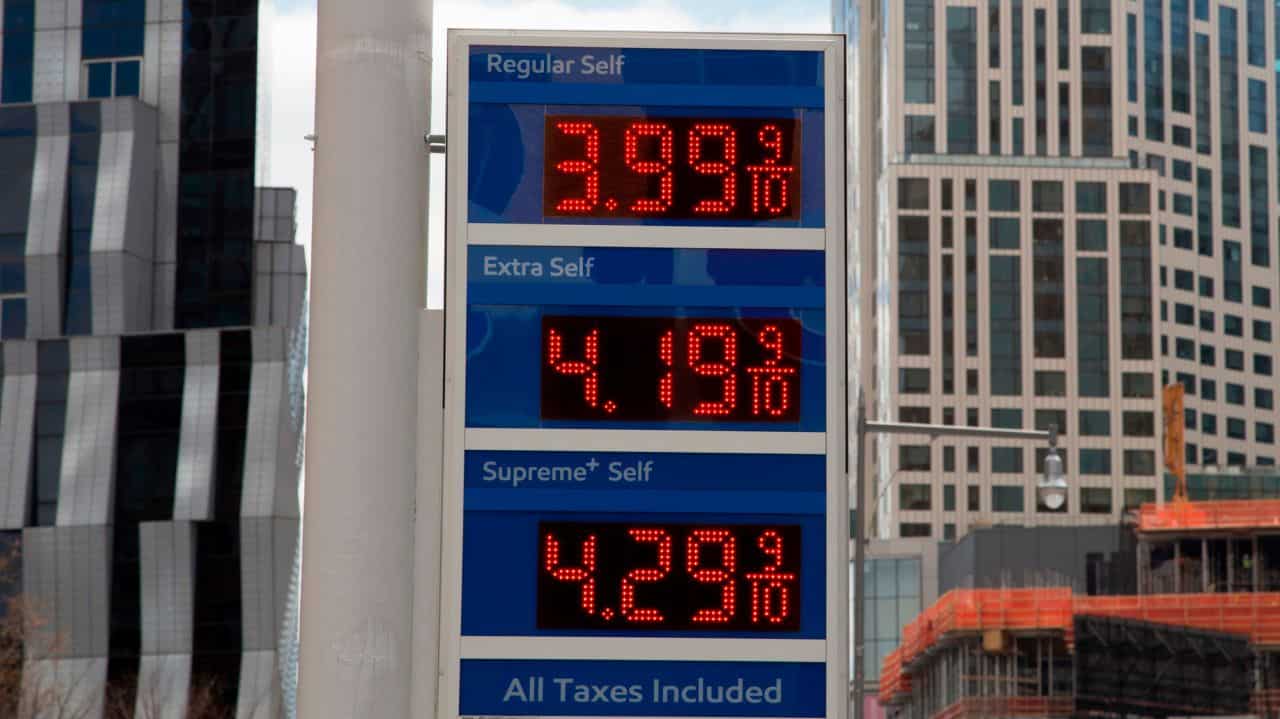 Regular Self
3.99 9/10
Extra Self
4.19 9/10
Supreme+ Self
4.29 9/10
All Taxes Included